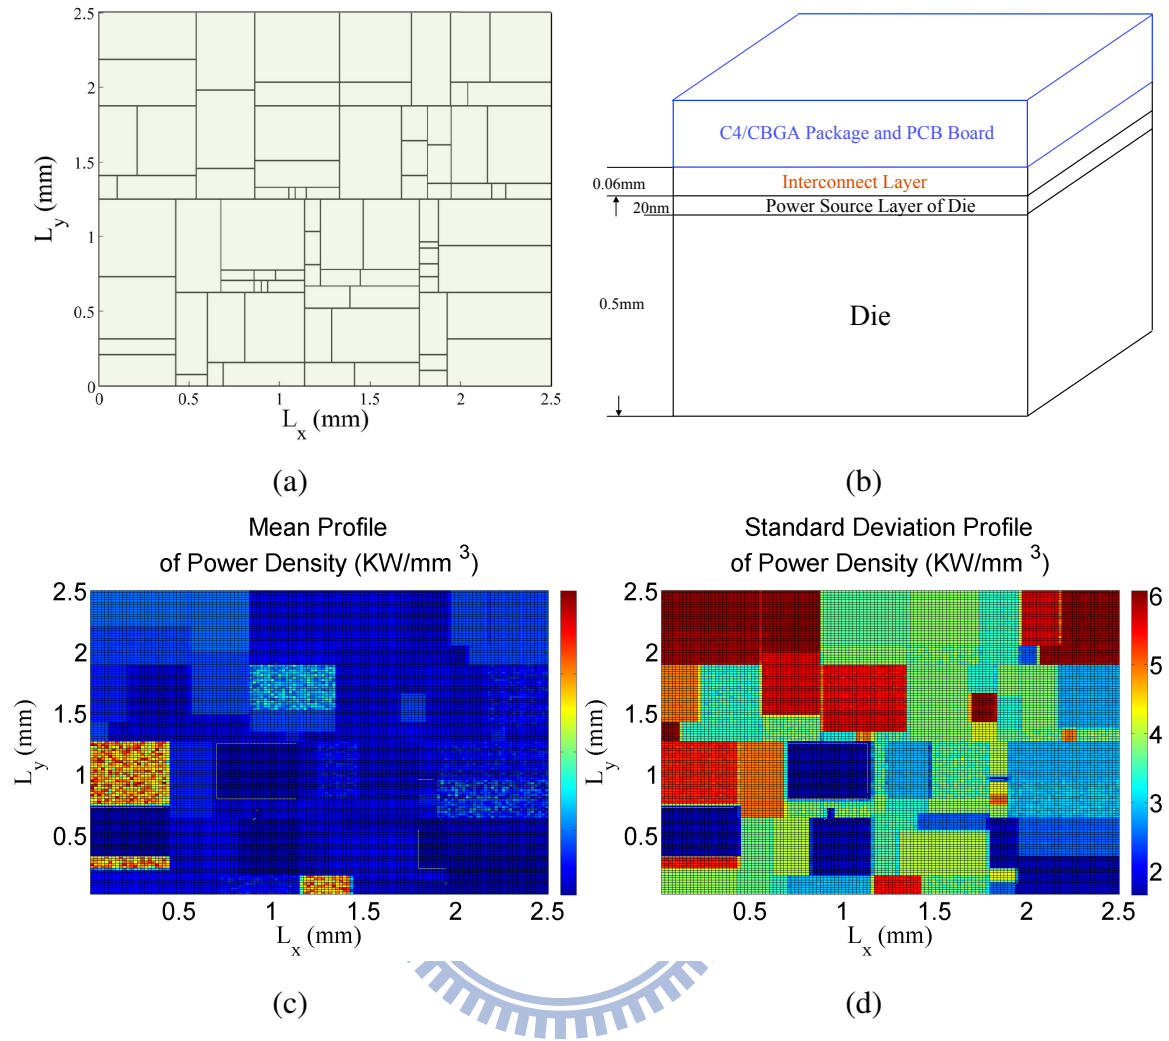 2.5
2
1.5
1
0.5
0
0
0.5
1
1.5
2
2.5
L_y (mm)
L_x (mm)
(a)
C4/CBGA Package and PCB Board
Interconnect Layer
Power Source Layer of Die
Die
0.06mm
20nm
0.5mm
(b)
Mean Profile
of Power Density (KW/mm ³)
2.5
2
1.5
1
0.5
0.5
1
1.5
2
2.5
L_y (mm)
L_x (mm)
(c)
Standard Deviation Profile
of Power Density (KW/mm ³)
2.5
2
1.5
1
0.5
0.5
1
1.5
2
2.5
L_y (mm)
L_x (mm)
6
5
4
3
2
(d)